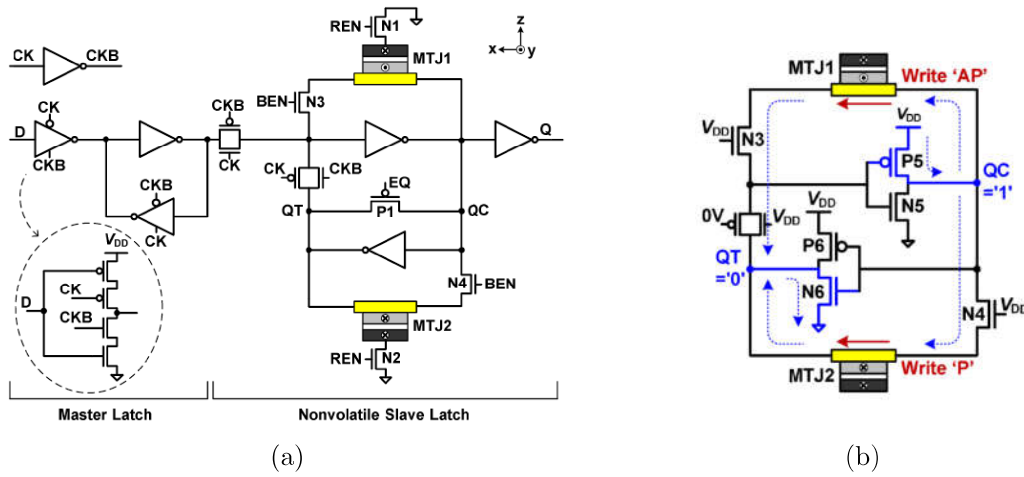 REN N1
z
x y
CK CKB
MTJ1
CK
CKB
BEN N3
D
CKB
CK
Q
CKB
CK
CK CKB
EQ
QT P1 QC
VDD
N4 BEN
D
CK
CKB
MTJ2
REN N2
Master Latch
Nonvolatile Slave Latch
(a)
MTJ1
Write 'AP'
VDD N3
VDD
P5
QC
='1'
N5
0V VDD
VDD
P6
QT
='0'
N6
N4 VDD
Write 'P'
MTJ2
(b)